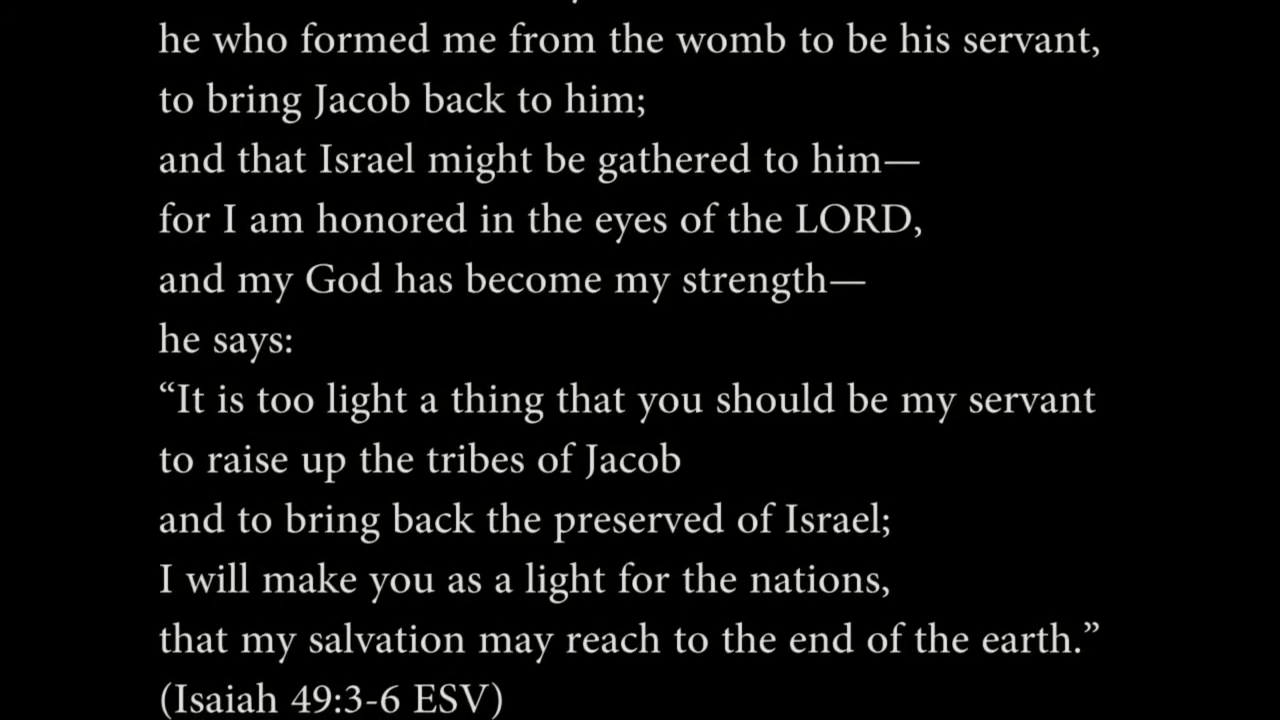 he who formed me from the womb to be his servant,
to bring Jacob back to him;
and that Israel might be gathered to him—
for I am honored in the eyes of the LORD,
and my God has become my strength—
he says:
“It is too light a thing that you should be my servant
to raise up the tribes of Jacob
and to bring back the preserved of Israel;
I will make you as a light for the nations,
that my salvation may reach to the end of the earth.”
(Isaiah 49:3-6 ESV)